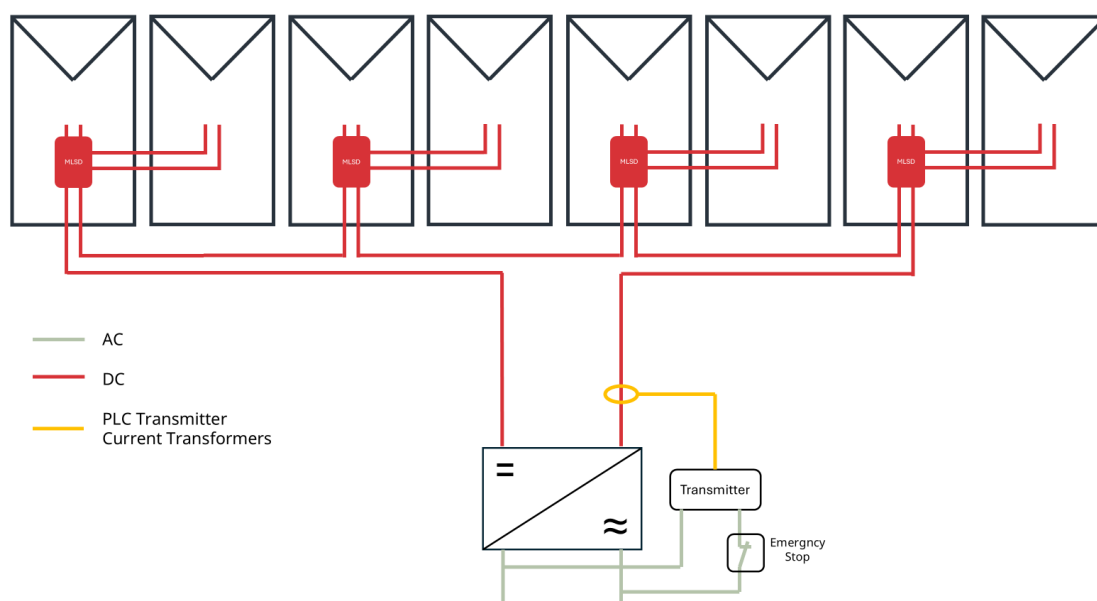 MLSD
MLSD
MLSD
MLSD
AC
DC
PLC Transmitter
Current Transformers
=
≈
Transmitter
Emergncy
Stop